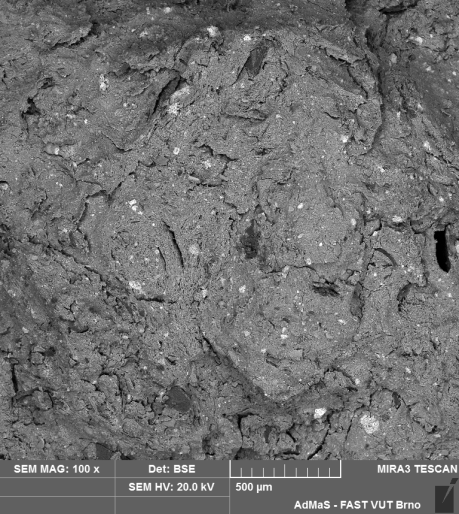 SEM MAG: 100 x Det: BSE MIRA3 TESCAN
SEM HV: 20.0 kV 500 µm
AdMaS - FAST VUT Brno